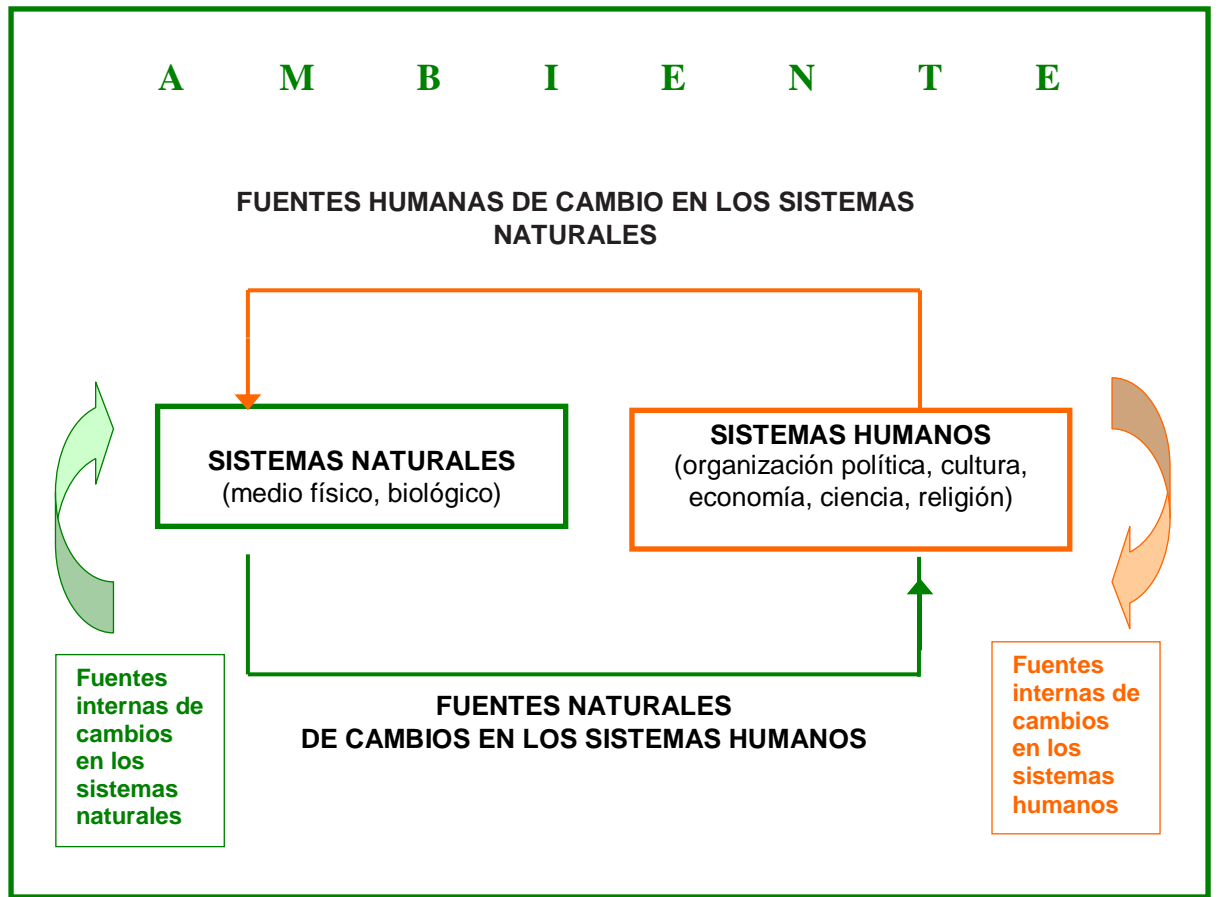 A M B I E N T E
FUENTES HUMANAS DE CAMBIO EN LOS SISTEMAS
NATURALES
SISTEMAS NATURALES
(medio físico, biológico)
SISTEMAS HUMANOS
(organización política, cultura,
economía, ciencia, religión)
Fuentes
internas de
cambios
en los
sistemas
naturales
FUENTES NATURALES
DE CAMBIOS EN LOS SISTEMAS HUMANOS
Fuentes
internas de
cambios
en los
sistemas
humanos